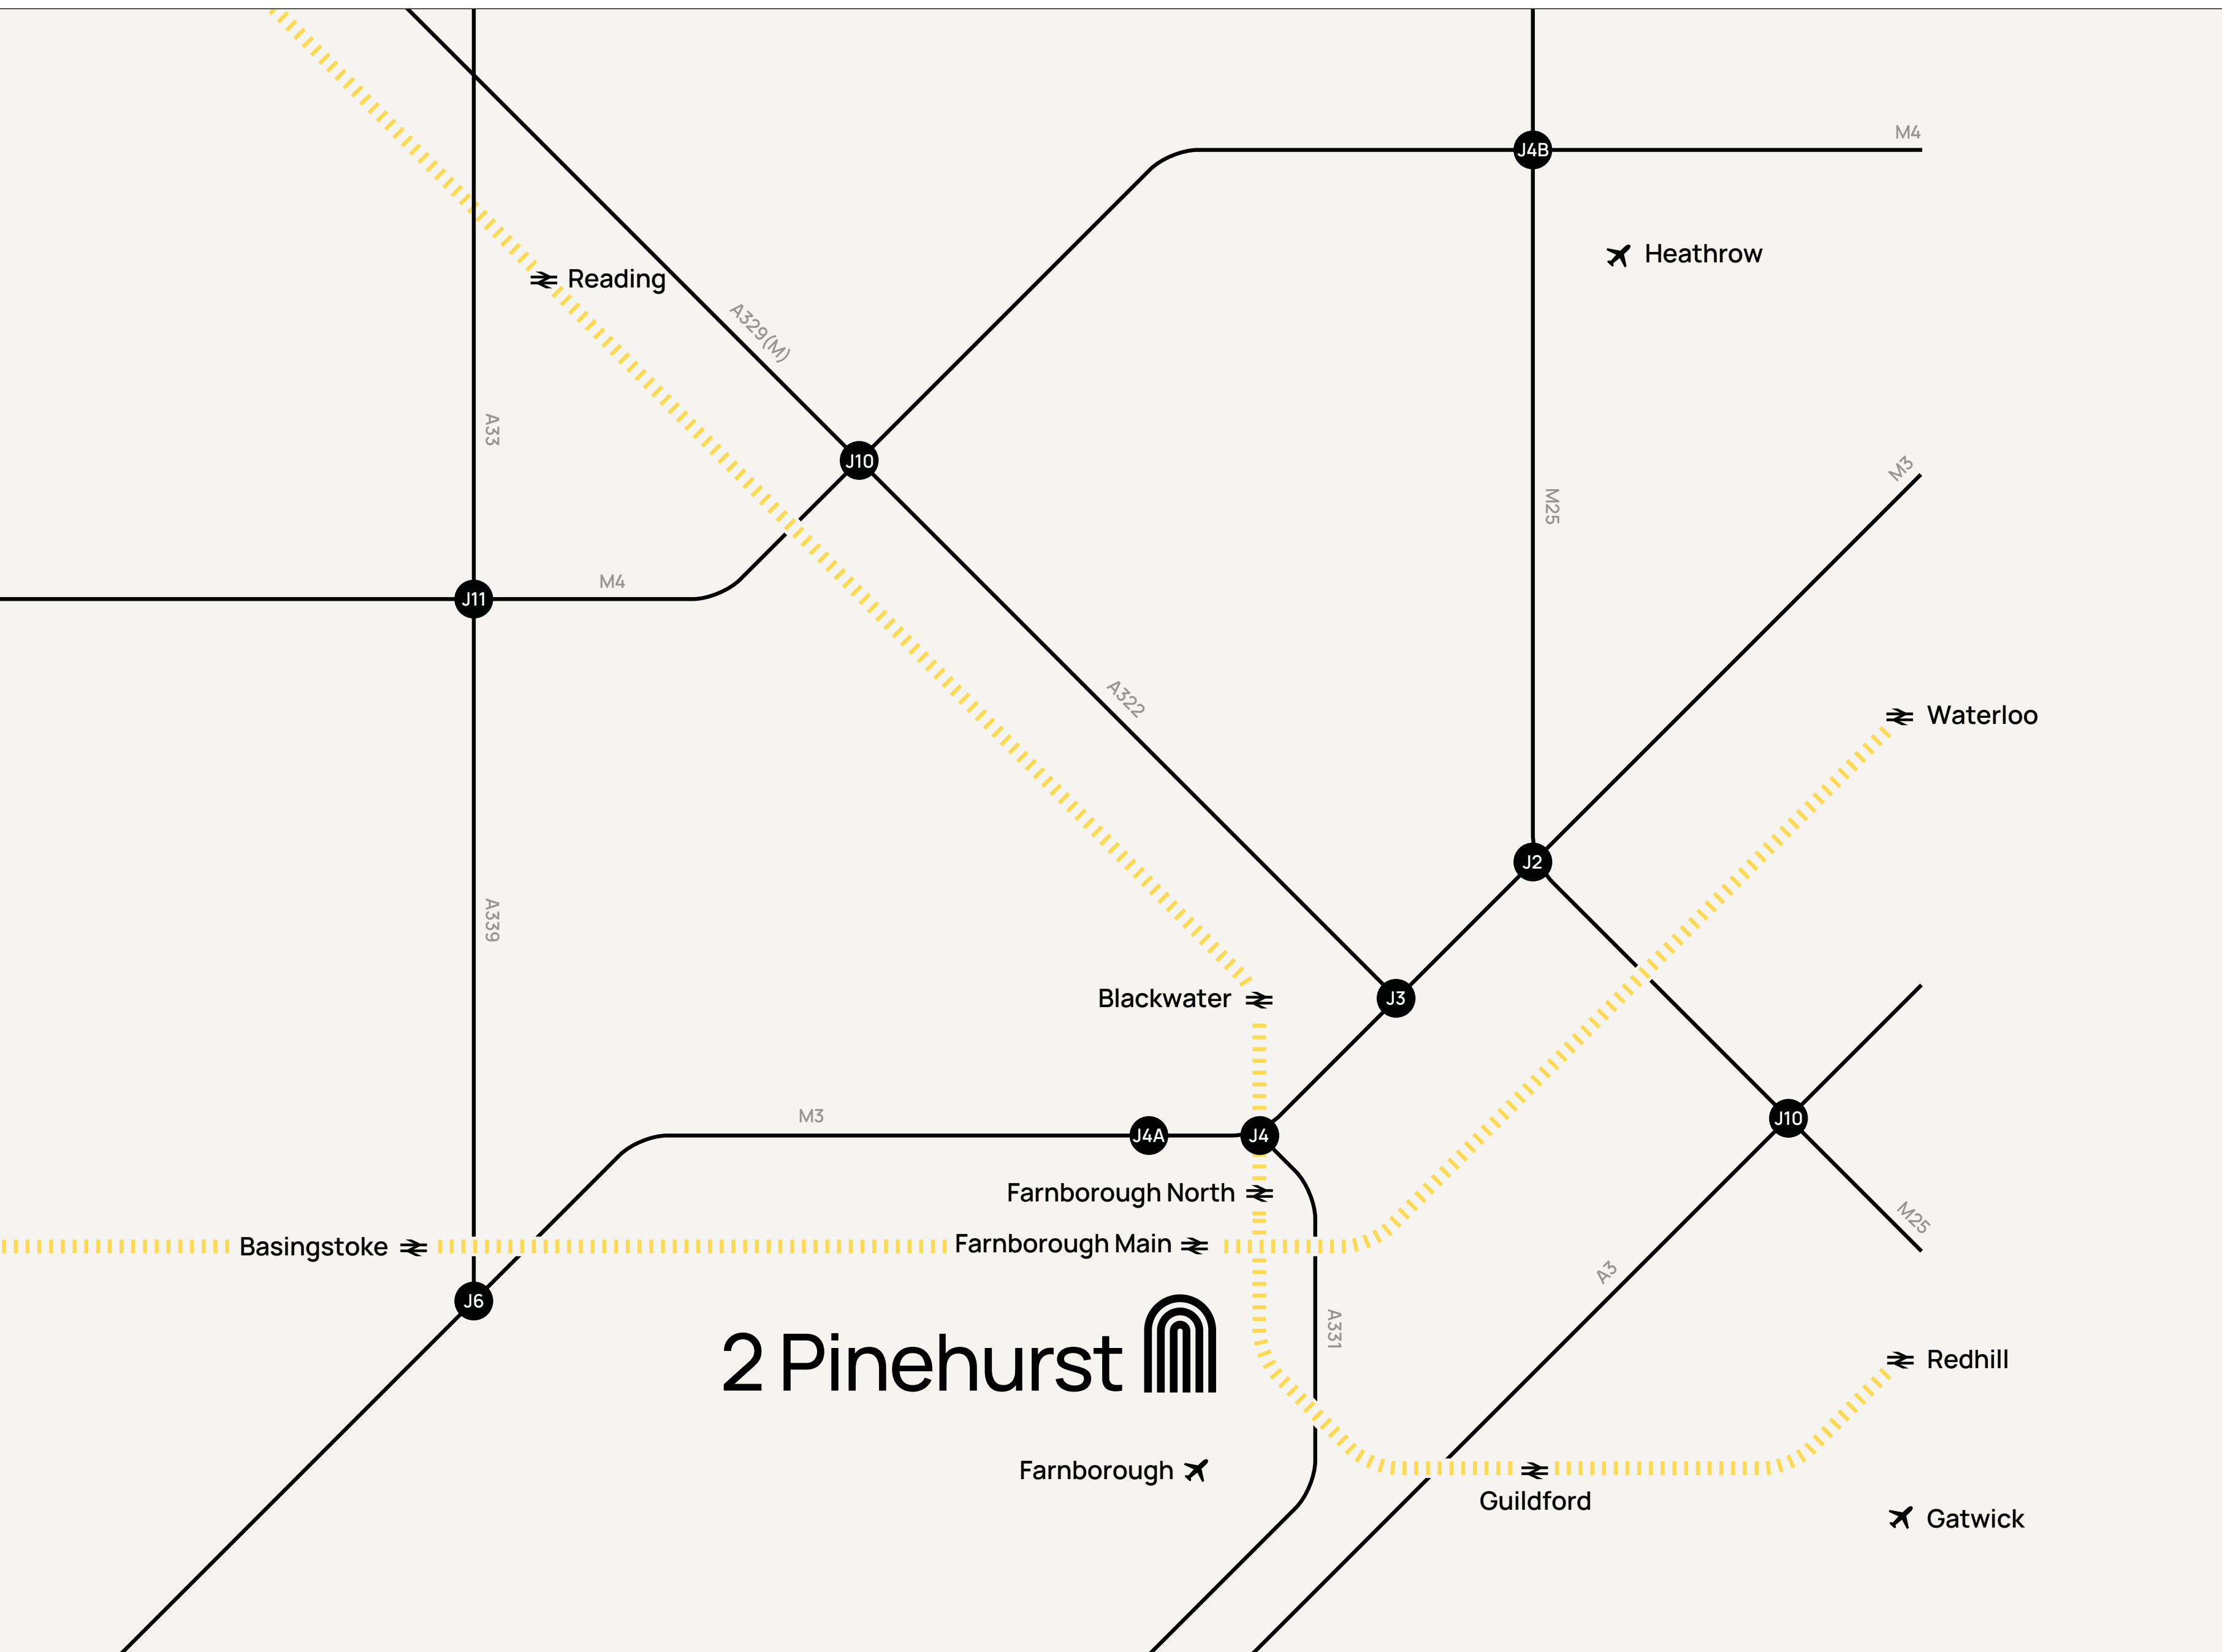 M4
J4B
Heathrow
Reading
A329(M)
A33
J10
M3
M25
J11
M4
A322
Waterloo
J2
A339
Blackwater
J3
M3
J4A
J4
J10
Farnborough North
M25
Basingstoke
Farnborough Main
A3
J6
A331
2 Pinehurst
Redhill
Farnborough
Guildford
Gatwick